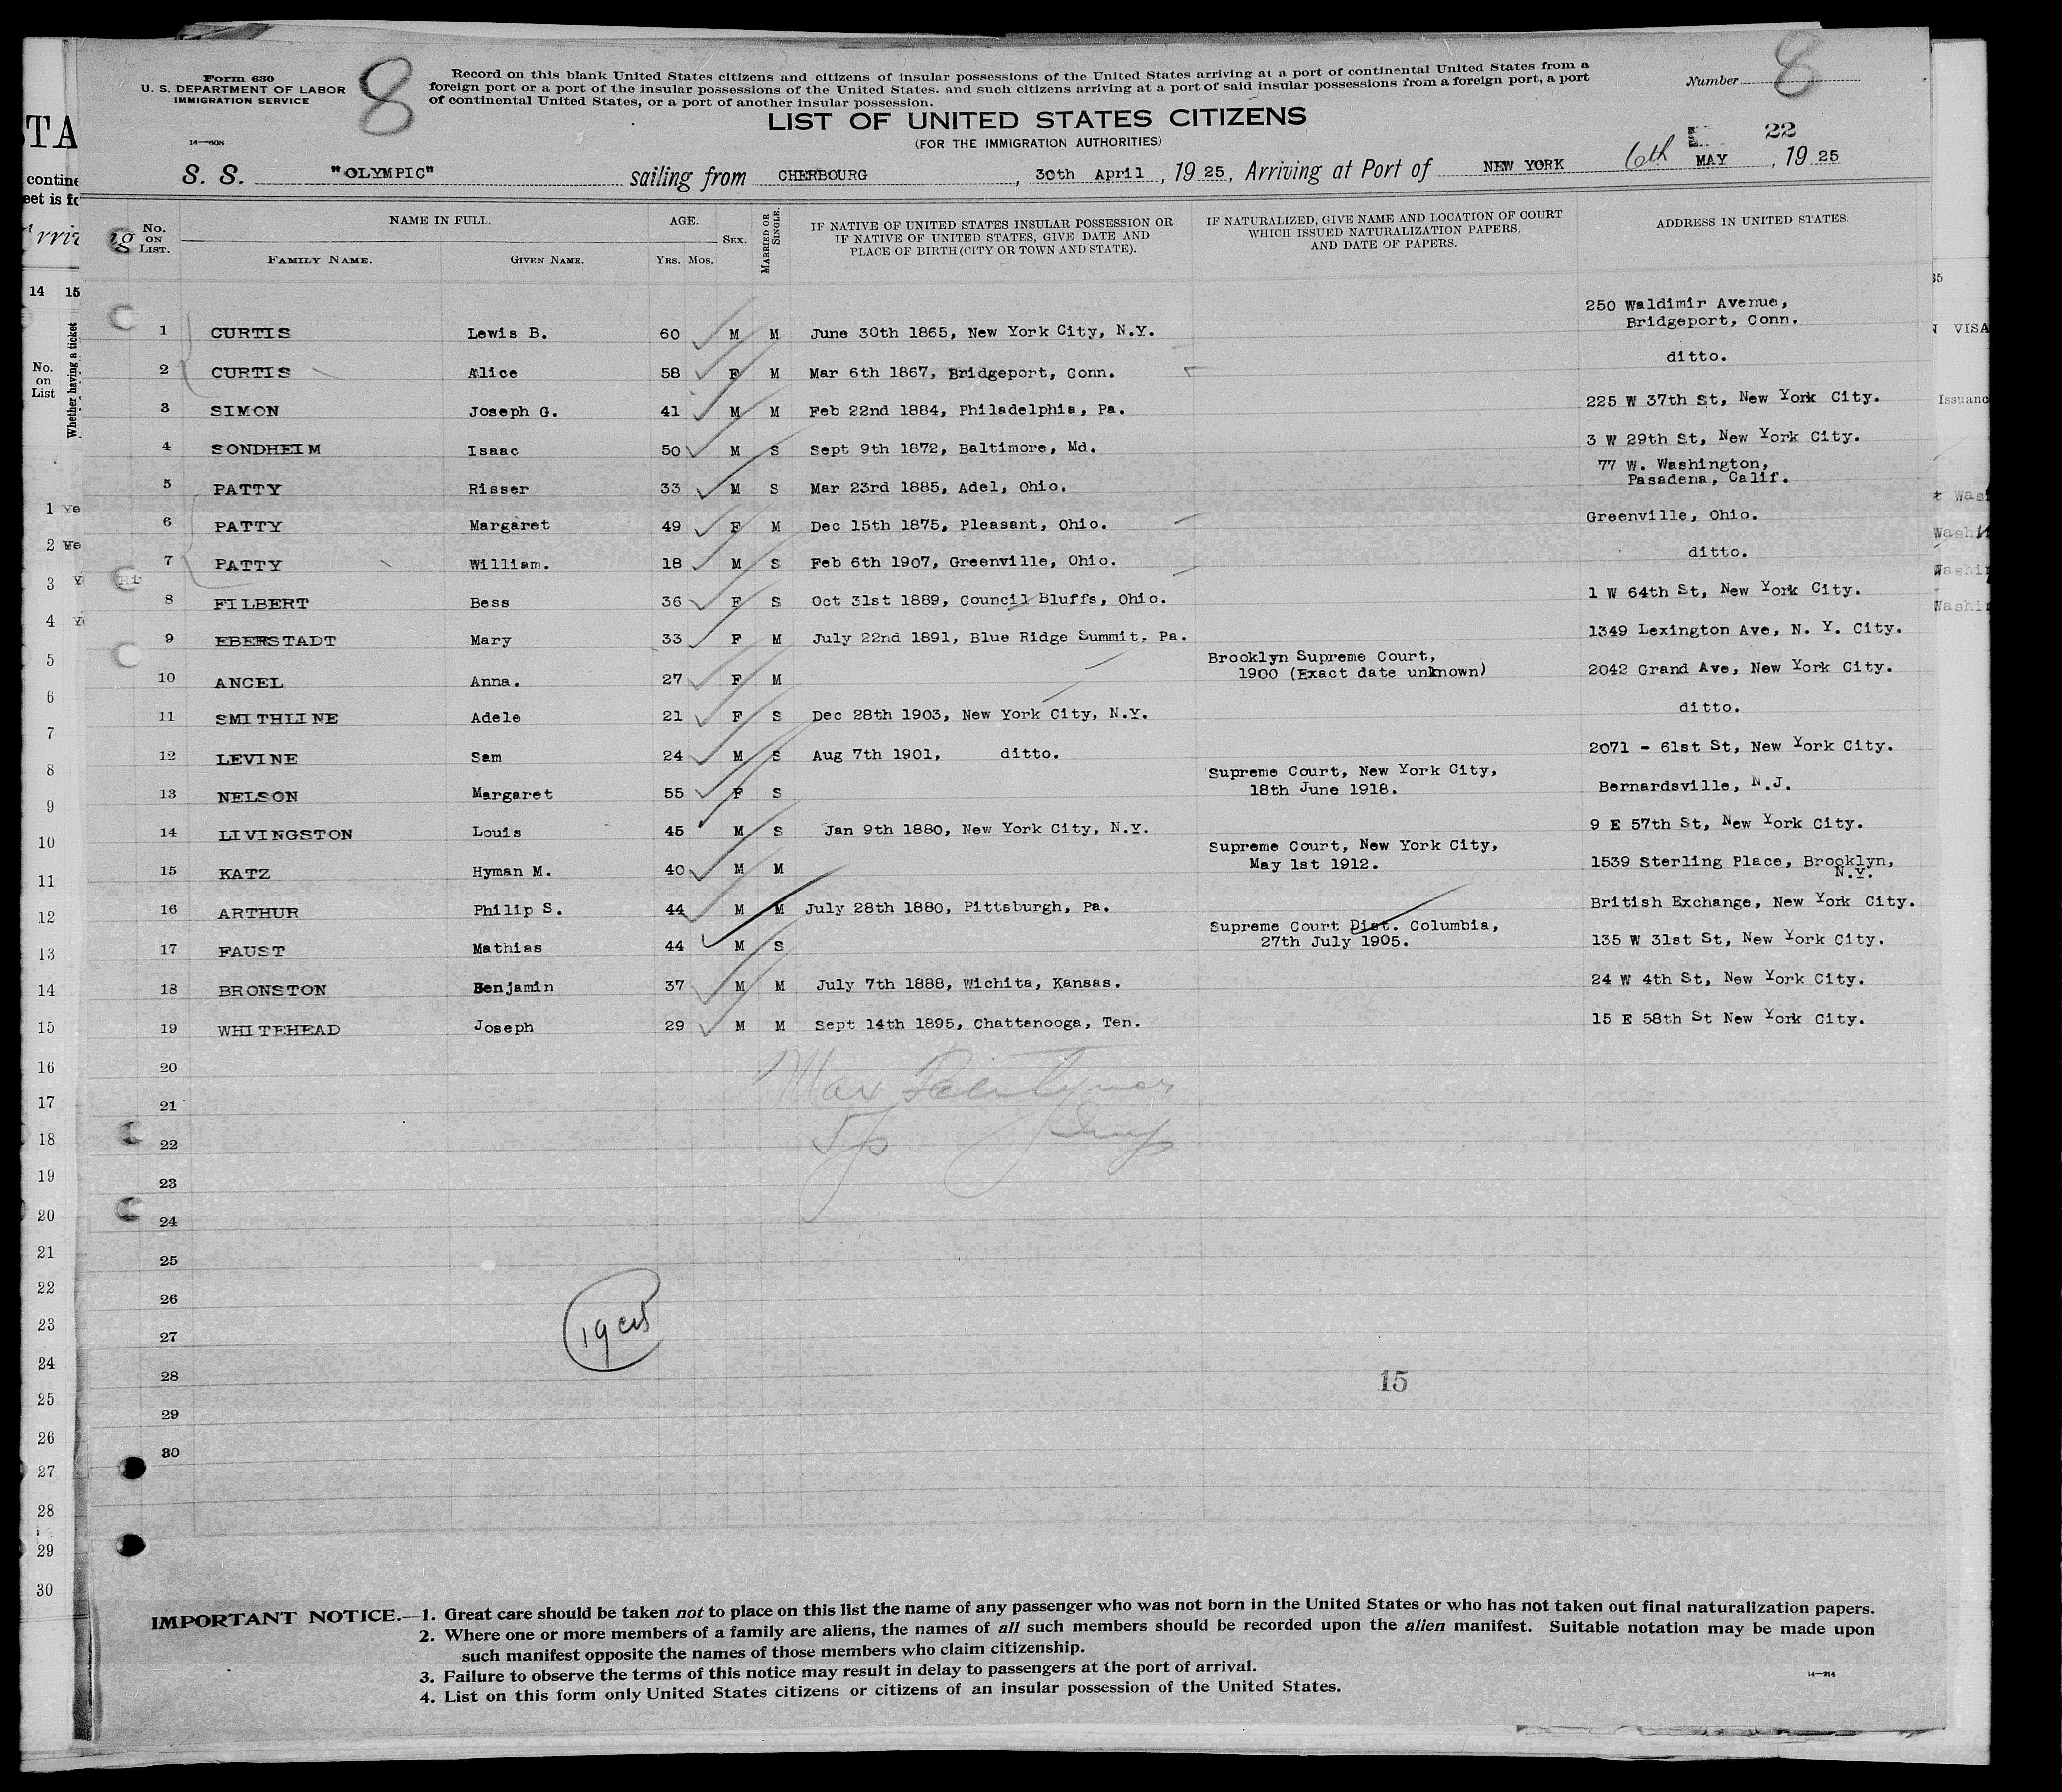 Form 630
U. S. DEPARTMENT OF LABOR
IMMIGRATION SERVICE
14—608
8
Record on this blank United States citizens and citizens of insular possessions of the United States arriving at a port of continental United States from a
foreign port or a port of the insular possessions of the United States. and such citizens arriving at a port of said insular possessions from a foreign port, a port
of continental United States, or a port of another insular possession.
Number 8
LIST OF UNITED STATES CITIZENS
(FOR THE IMMIGRATION AUTHORITIES)
22
S. S. "OLYMPIC" sailing from CHERBOURG, 30th April, 1925, Arriving at Port of NEW YORK 6th MAY, 1925
No. ON LIST. NAME IN FULL. AGE. SEX. MARRIED OR SINGLE. IF NATIVE OF UNITED STATES INSULAR POSSESSION OR IF NATIVE OF UNITED STATES, GIVE DATE AND PLACE OF BIRTH (CITY OR TOWN AND STATE). IF NATURALIZED, GIVE NAME AND LOCATION OF COURT WHICH ISSUED NATURALIZATION PAPERS, AND DATE OF PAPERS. ADDRESS IN UNITED STATES.
FAMILY NAME. GIVEN NAME. YRS. MOS.
1 CURTIS Lewis B. 60 M M June 30th 1865, New York City, N.Y. 250 Waldimir Avenue, Bridgeport, Conn.
2 CURTIS Alice 58 F M Mar 6th 1867, Bridgeport, Conn. ditto.
3 SIMON Joseph G. 41 M M Feb 22nd 1884, Philadelphia, Pa. 225 W 37th St, New York City.
4 SONDHEIM Isaac 50 M S Sept 9th 1872, Baltimore, Md. 3 W 29th St, New York City.
5 PATTY Risser 33 M S Mar 23rd 1885, Adel, Ohio. 77 W. Washington, Pasadena, Calif.
6 PATTY Margaret 49 F M Dec 15th 1875, Pleasant, Ohio. Greenville, Ohio.
7 PATTY William. 18 M S Feb 6th 1907, Greenville, Ohio. ditto.
8 FILBERT Bess 36 F S Oct 31st 1889, Council Bluffs, Ohio. 1 W 64th St, New York City.
9 EBERSTADT Mary 33 F M July 22nd 1891, Blue Ridge Summit, Pa. 1349 Lexington Ave, N. Y. City.
10 ANCEL Anna. 27 F M Brooklyn Supreme Court, 1900 (Exact date unknown) 2042 Grand Ave, New York City.
11 SMITHLINE Adele 21 F S Dec 28th 1903, New York City, N.Y. ditto.
12 LEVINE Sam 24 M S Aug 7th 1901, ditto. 2071 - 61st St, New York City.
13 NELSON Margaret 55 F S Supreme Court, New York City, 18th June 1918. Bernardsville, N.J.
14 LIVINGSTON Louis 45 M S Jan 9th 1880, New York City, N.Y. 9 E 57th St, New York City.
15 KATZ Hyman M. 40 M M Supreme Court, New York City, May 1st 1912. 1539 Sterling Place, Brooklyn, N.Y.
16 ARTHUR Philip S. 44 M M July 28th 1880, Pittsburgh, Pa. British Exchange, New York City.
17 FAUST Mathias 44 M S Supreme Court Dist. Columbia, 27th July 1905. 135 W 31st St, New York City.
18 BRONSTON Benjamin 37 M M July 7th 1888, Wichita, Kansas. 24 W 4th St, New York City.
19 WHITEHEAD Joseph 29 M M Sept 14th 1895, Chattanooga, Ten. 15 E 58th St New York City.
20
21
22
23
24
25
26
27
28
29
30
15
IMPORTANT NOTICE.—1. Great care should be taken not to place on this list the name of any passenger who was not born in the United States or who has not taken out final naturalization papers.
2. Where one or more members of a family are aliens, the names of all such members should be recorded upon the alien manifest. Suitable notation may be made upon
such manifest opposite the names of those members who claim citizenship.
3. Failure to observe the terms of this notice may result in delay to passengers at the port of arrival.
4. List on this form only United States citizens or citizens of an insular possession of the United States.
14—214